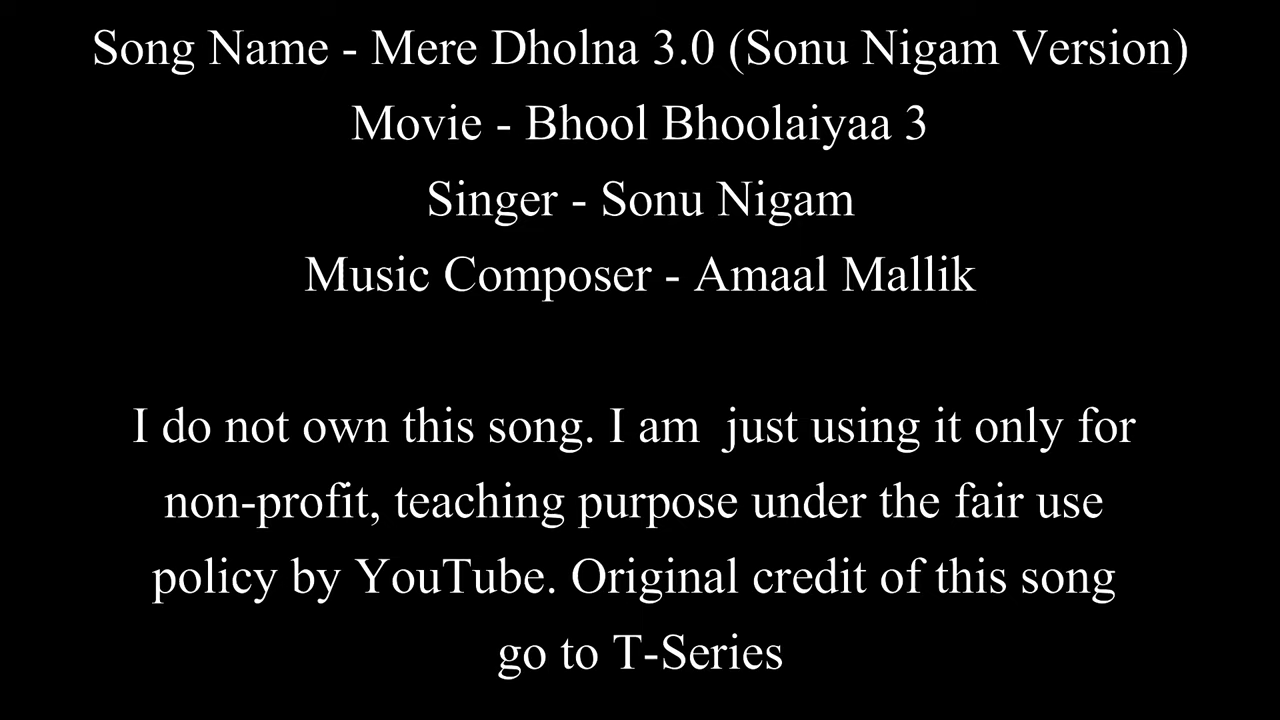 Song Name - Mere Dholna 3.0 (Sonu Nigam Version)
Movie - Bhool Bhoolaiyaa 3
Singer - Sonu Nigam
Music Composer - Amaal Mallik
I do not own this song. I am  just using it only for
non-profit, teaching purpose under the fair use
policy by YouTube. Original credit of this song
go to T-Series